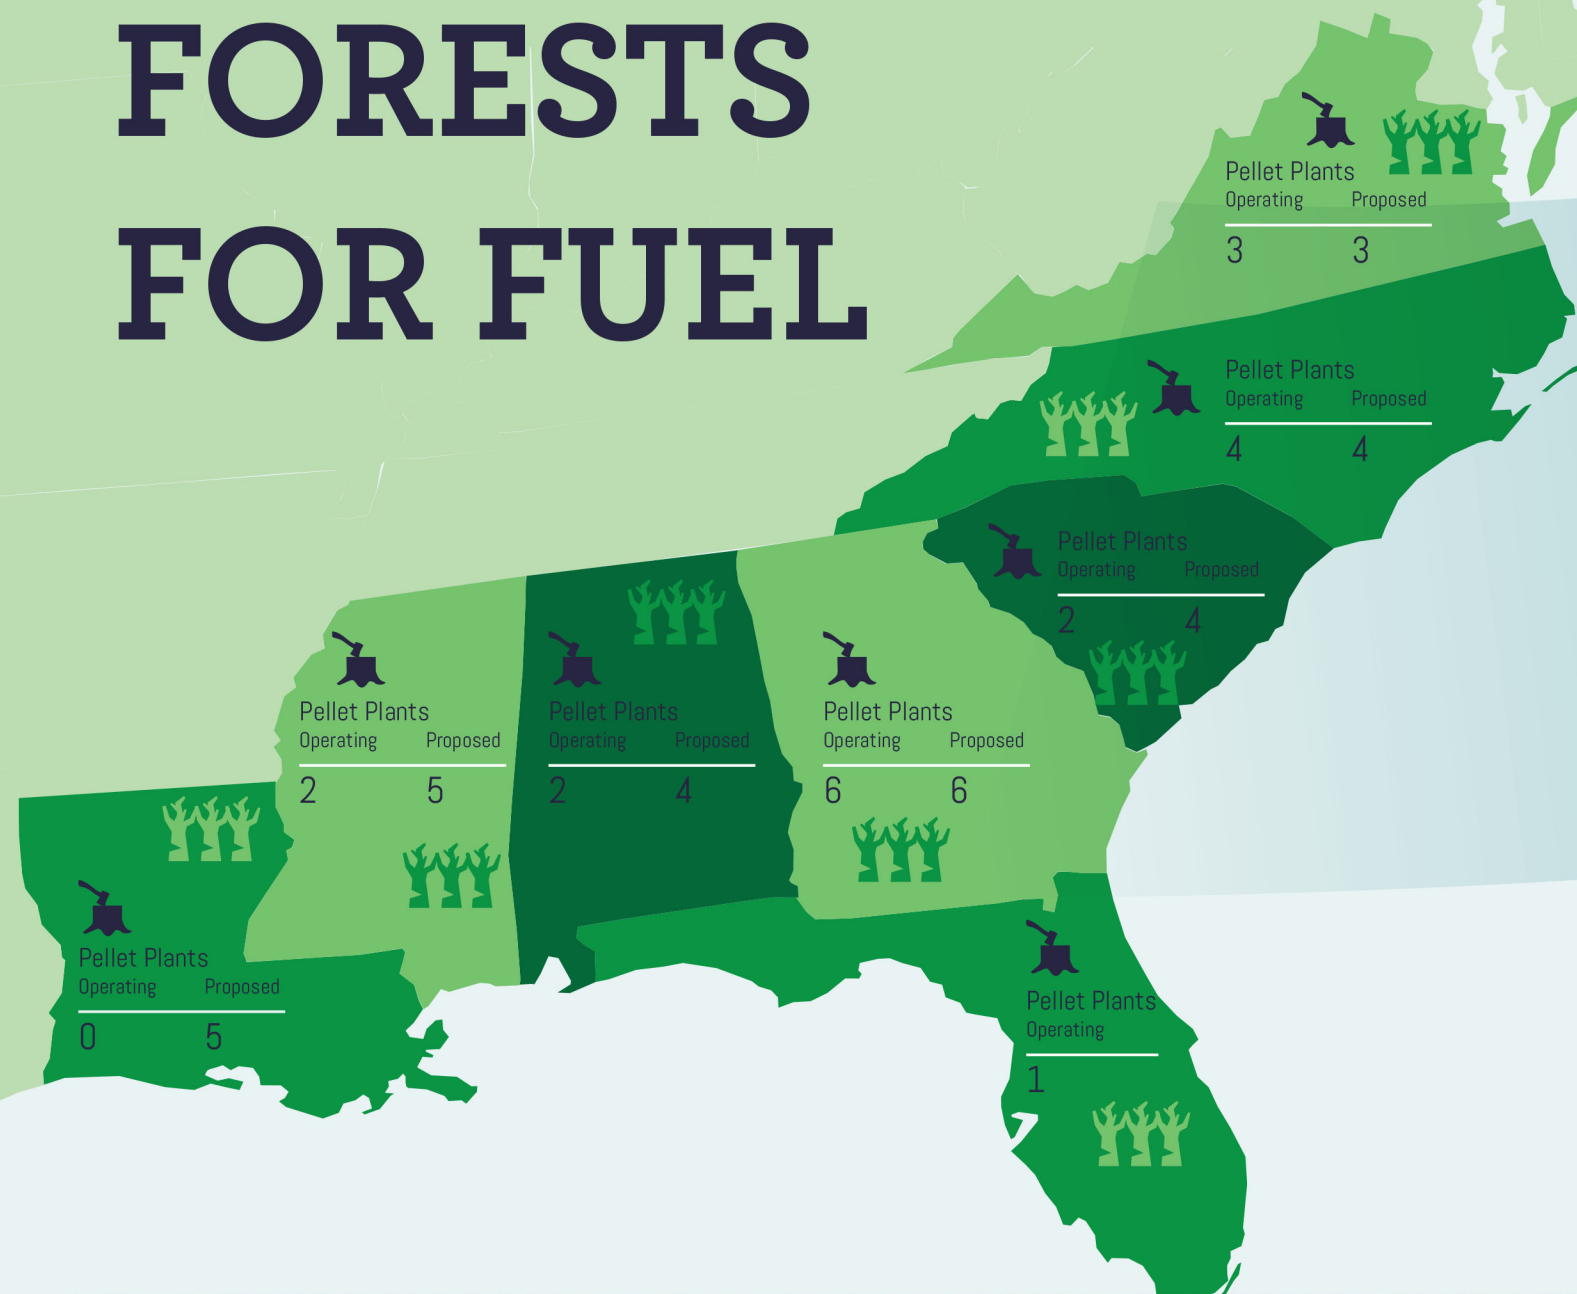 FORESTS
FOR FUEL
Pellet Plants
Operating Proposed
3 3
Pellet Plants
Operating Proposed
4 4
Pellet Plants
Operating Proposed
2 4
Pellet Plants
Operating Proposed
2 5
Pellet Plants
Operating Proposed
2 4
Pellet Plants
Operating Proposed
6 6
Pellet Plants
Operating Proposed
0 5
Pellet Plants
Operating
1